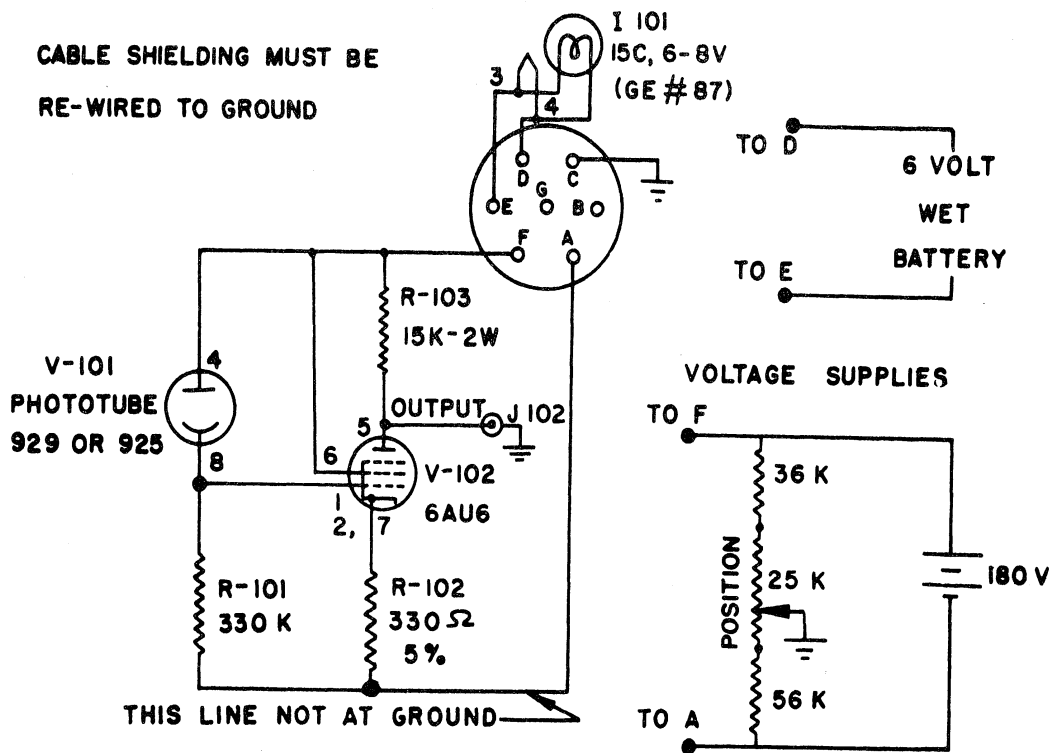 CABLE SHIELDING MUST BE
RE-WIRED TO GROUND
I 101
15C, 6-8V
(GE #87)
3
4
D
C
G
E
B
F
A
TO D
6 VOLT
WET
BATTERY
TO E
R-103
15K-2W
V-101
PHOTOTUBE
929 OR 925
4
8
OUTPUT
J 102
5
6
V-102
6AU6
1
2, 7
R-101
330 K
R-102
330 Ω
5%
THIS LINE NOT AT GROUND
VOLTAGE SUPPLIES
TO F
36 K
POSITION
25 K
180 V
56 K
TO A